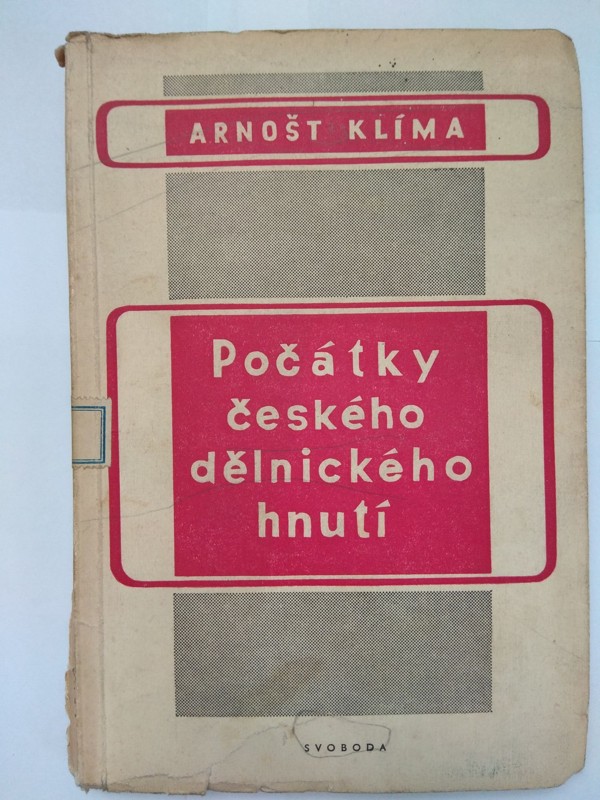 ARNOŠT KLÍMA
Počátky
českého
dělnického
hnutí
SVOBODA